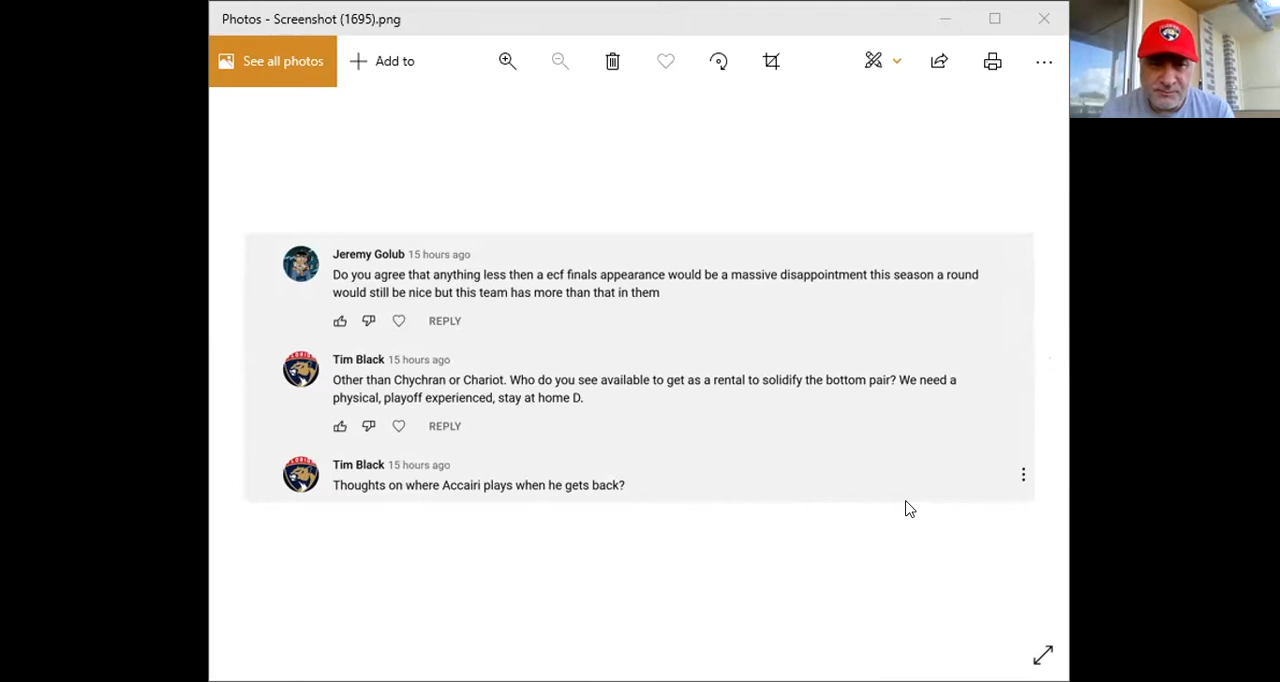 Photos - Screenshot (1695).png
See all photos
Add to
Jeremy Golub 15 hours ago
Do you agree that anything less then a ecf finals appearance would be a massive disappointment this season a round
would still be nice but this team has more than that in them
REPLY
Tim Black 15 hours ago
Other than Chychran or Chariot. Who do you see available to get as a rental to solidify the bottom pair? We need a
physical, playoff experienced, stay at home D.
REPLY
Tim Black 15 hours ago
Thoughts on where Accairi plays when he gets back?